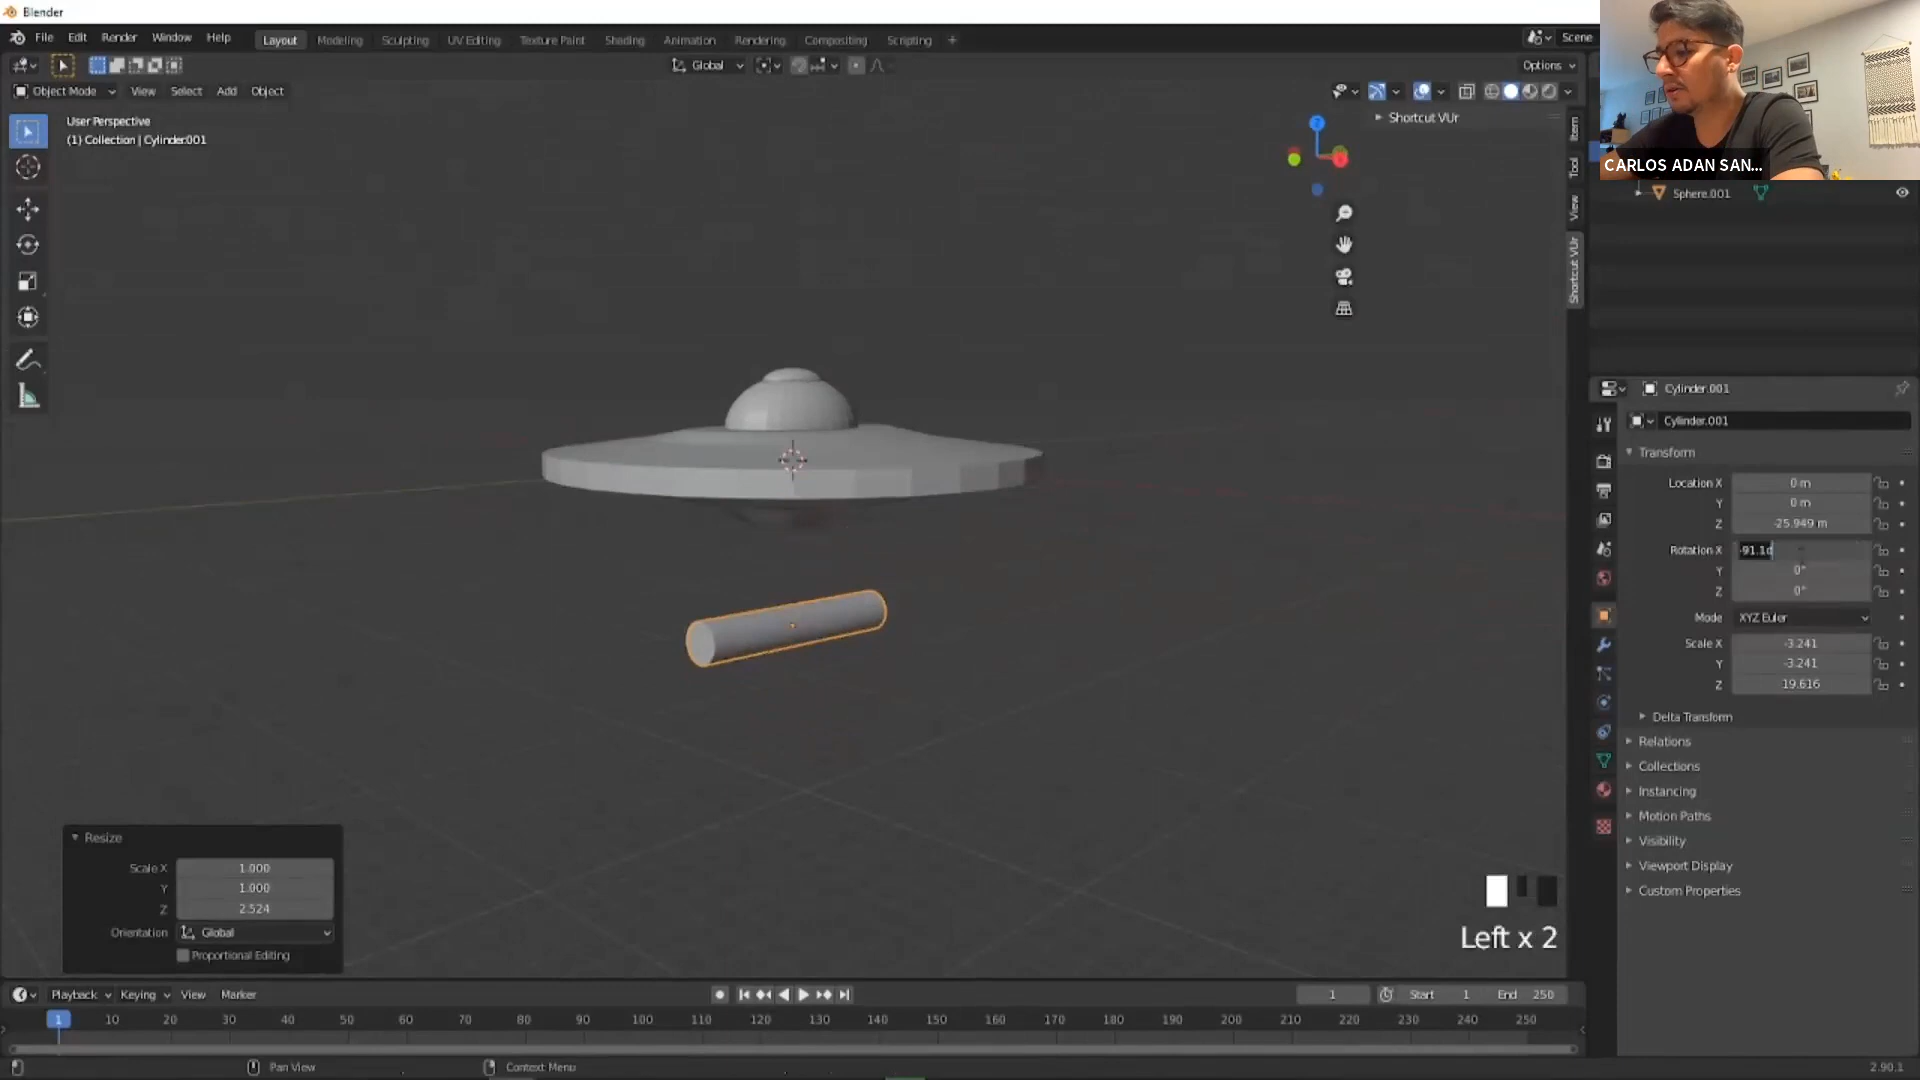 Blender
File Edit Render Window Help Layout Modeling Sculpting UV Editing Texture Paint Shading Animation Rendering Compositing Scripting + Scene
Global Options
Object Mode View Select Add Object
User Perspective
(1) Collection | Cylinder.001
Shortcut VUr
Item
Tool
View
Shortcut VUr
Z
CARLOS ADAN SAN...
Sphere.001
Cylinder.001
Cylinder.001
Transform
Location X 0 m
Y 0 m
Z -25.949 m
Rotation X -91.1
Y 0°
Z 0°
Mode XYZ Euler
Scale X -3.241
Y -3.241
Z 19.616
Delta Transform
Relations
Collections
Instancing
Motion Paths
Visibility
Viewport Display
Custom Properties
Resize
Scale X 1.000
Y 1.000
Z 2.524
Orientation Global
Proportional Editing
Left x 2
Playback Keying View Marker 1 Start 1 End 250
1 10 20 30 40 50 60 70 80 90 100 110 120 130 140 150 160 170 180 190 200 210 220 230 240 250
Pan View Context Menu 2.90.1